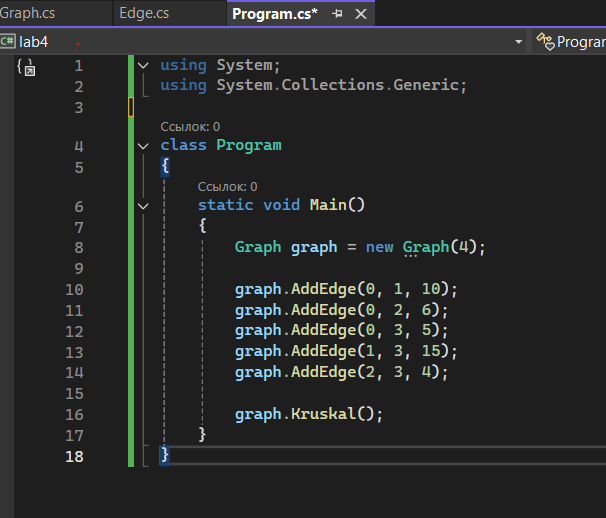 Graph.cs Edge.cs Program.cs*
C# lab4 Program
1 using System;
2 using System.Collections.Generic;
3
Ссылок: 0
4 class Program
5 {
Ссылок: 0
6 static void Main()
7 {
8 Graph graph = new Graph(4);
9
10 graph.AddEdge(0, 1, 10);
11 graph.AddEdge(0, 2, 6);
12 graph.AddEdge(0, 3, 5);
13 graph.AddEdge(1, 3, 15);
14 graph.AddEdge(2, 3, 4);
15
16 graph.Kruskal();
17 }
18 }